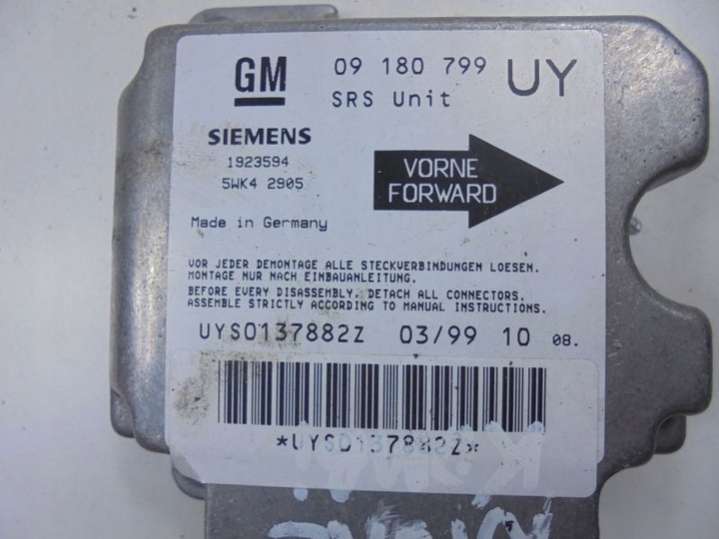 GM 09 180 799 UY
SRS Unit
SIEMENS
1923594
5WK4 2905
VORNE
FORWARD
Made in Germany
VOR JEDER DEMONTAGE ALLE STECKVERBINDUNGEN LOESEN.
MONTAGE NUR NACH EINBAUANLEITUNG.
BEFORE EVERY DISASSEMBLY, DETACH ALL CONNECTORS.
ASSEMBLE STRICTLY ACCORDING TO MANUAL INSTRUCTIONS.
UYS0137882Z 03/99 10 08.
*UYS0137882Z*